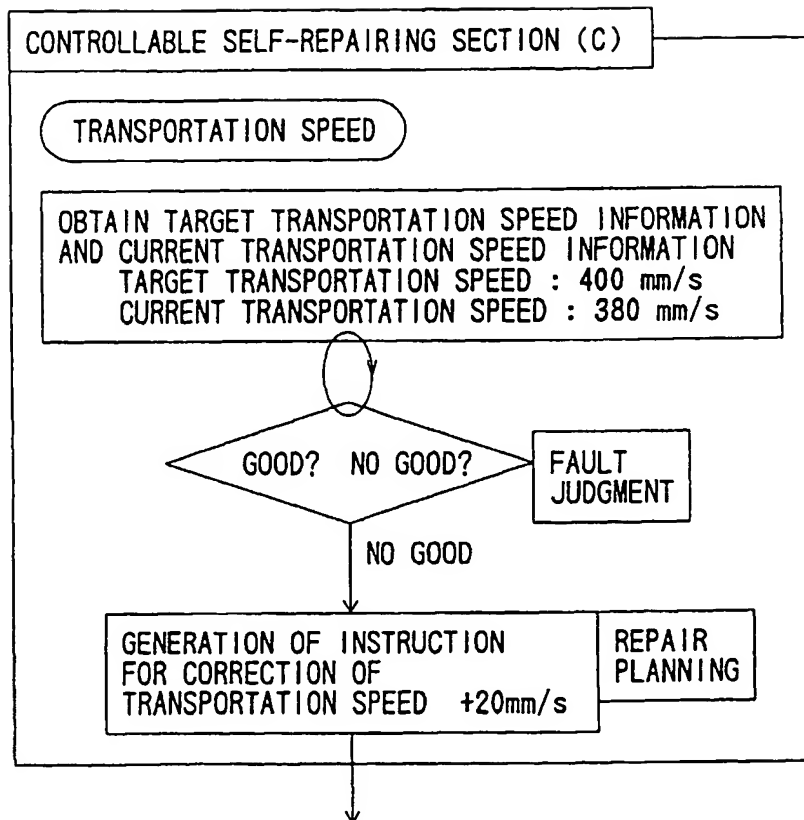 CONTROLLABLE SELF-REPAIRING SECTION (C)
TRANSPORTATION SPEED
OBTAIN TARGET TRANSPORTATION SPEED INFORMATION
AND CURRENT TRANSPORTATION SPEED INFORMATION
TARGET TRANSPORTATION SPEED : 400 mm/s
CURRENT TRANSPORTATION SPEED : 380 mm/s
GOOD? NO GOOD?
FAULT
JUDGMENT
NO GOOD
GENERATION OF INSTRUCTION
FOR CORRECTION OF
TRANSPORTATION SPEED +20mm/s
REPAIR
PLANNING